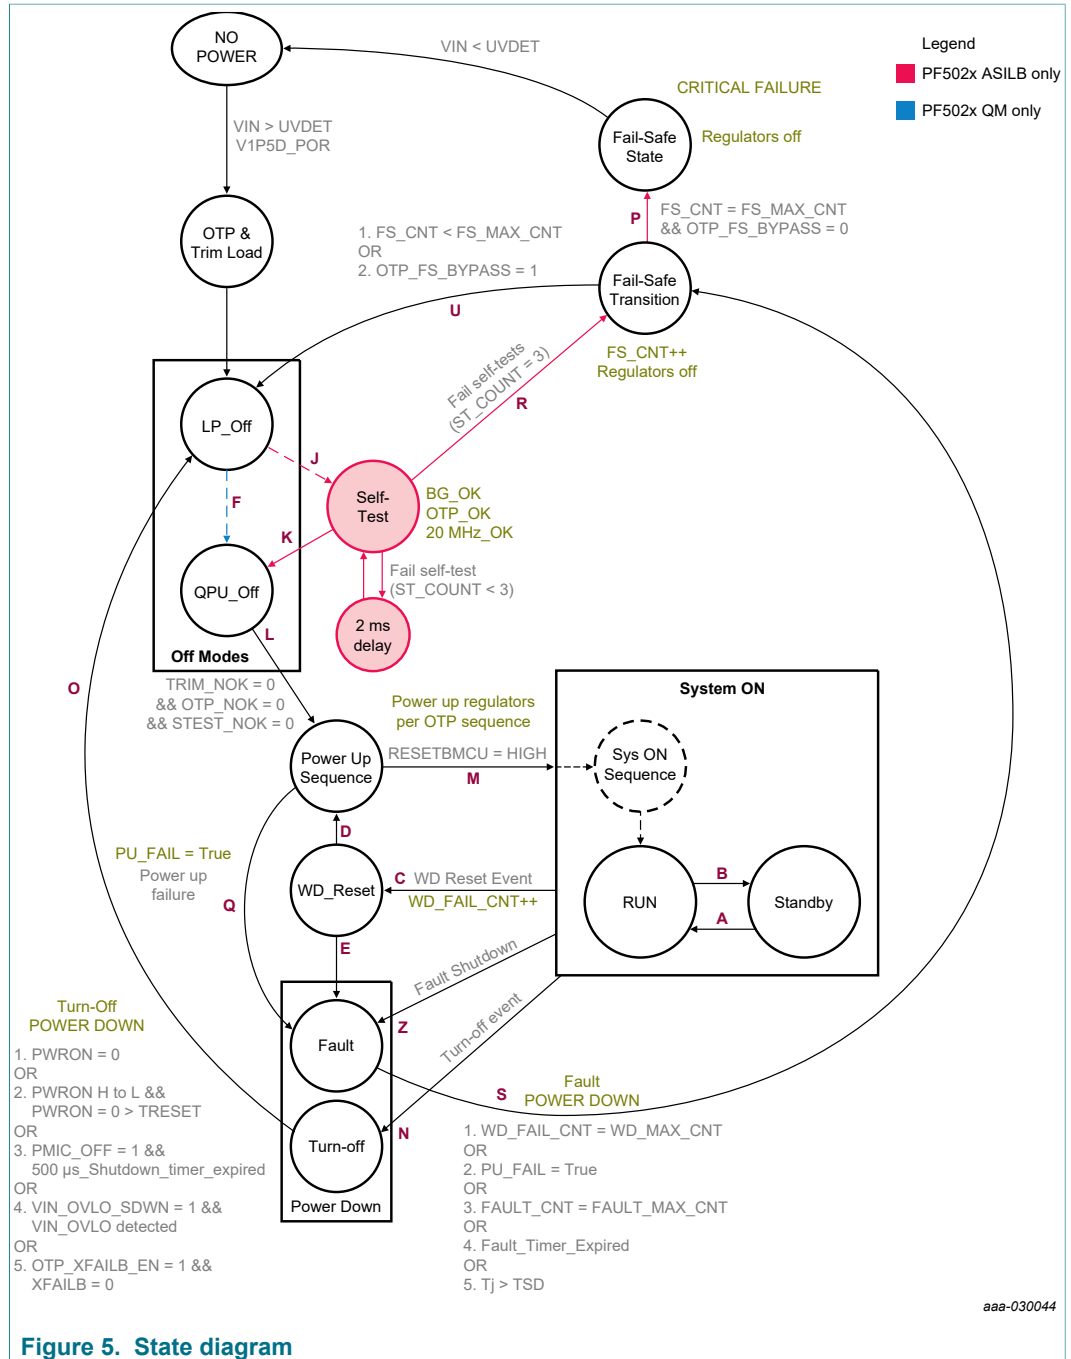 NO
POWER
VIN < UVDET
Legend
PF502x ASILB only
PF502x QM only
CRITICAL FAILURE
Fail-Safe
State
Regulators off
VIN > UVDET
V1P5D_POR
P
FS_CNT = FS_MAX_CNT
&& OTP_FS_BYPASS = 0
OTP &
Trim Load
1. FS_CNT < FS_MAX_CNT
OR
2. OTP_FS_BYPASS = 1
Fail-Safe
Transition
U
FS_CNT++
Regulators off
Fail self-tests
(ST_COUNT = 3)
R
LP_Off
J
F
Self-
Test
BG_OK
OTP_OK
20 MHz_OK
K
QPU_Off
Fail self-test
(ST_COUNT < 3)
2 ms
delay
L
Off Modes
O
TRIM_NOK = 0
&& OTP_NOK = 0
&& STEST_NOK = 0
Power up regulators
per OTP sequence
System ON
Power Up
Sequence
RESETBMCU = HIGH
M
Sys ON
Sequence
D
PU_FAIL = True
Power up
failure
Q
WD_Reset
C WD Reset Event
WD_FAIL_CNT++
RUN
B
A
Standby
E
Fault Shutdown
Z
Turn-off event
Fault
Turn-Off
POWER DOWN
1. PWRON = 0
OR
2. PWRON H to L &&
PWRON = 0 > TRESET
OR
3. PMIC_OFF = 1 &&
500 µs_Shutdown_timer_expired
OR
4. VIN_OVLO_SDWN = 1 &&
VIN_OVLO detected
OR
5. OTP_XFAILB_EN = 1 &&
XFAILB = 0
S
Fault
POWER DOWN
N
Turn-off
Power Down
1. WD_FAIL_CNT = WD_MAX_CNT
OR
2. PU_FAIL = True
OR
3. FAULT_CNT = FAULT_MAX_CNT
OR
4. Fault_Timer_Expired
OR
5. Tj > TSD
aaa-030044
Figure 5. State diagram